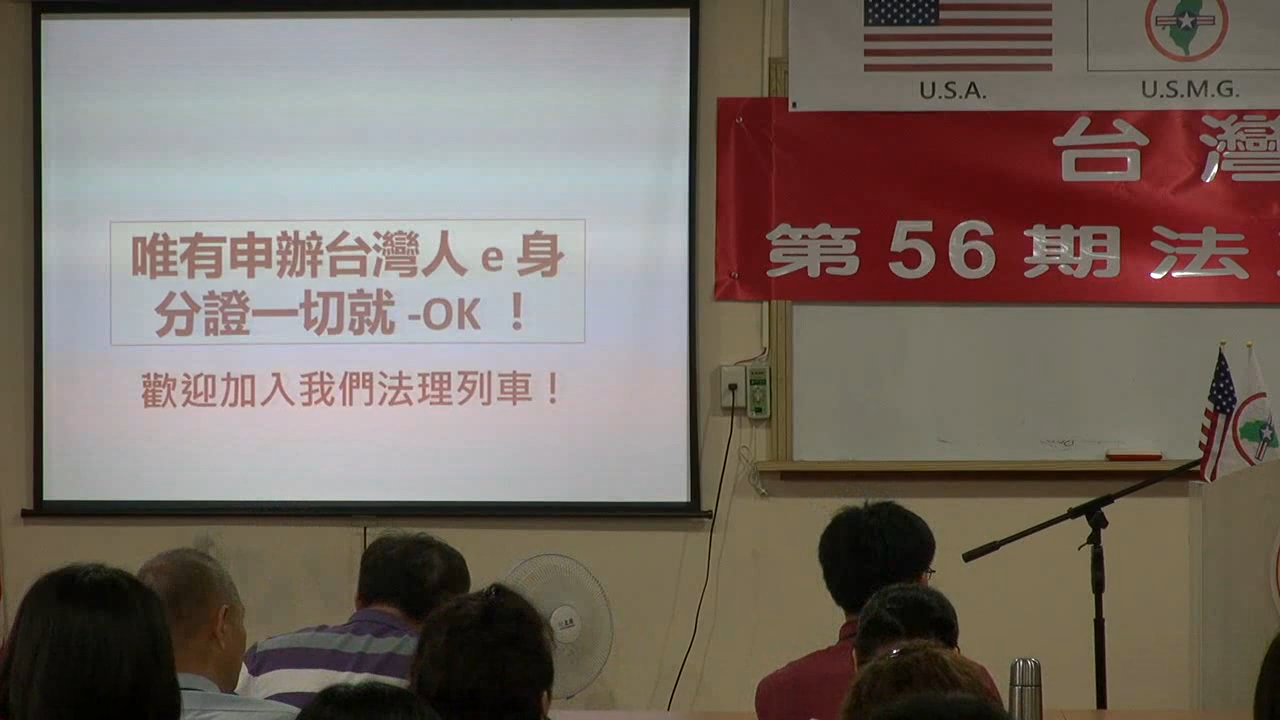 唯有申辦台灣人 e 身
分證一切就 -OK ！
歡迎加入我們法理列車！
U.S.A.
U.S.M.G.
台灣
第 56 期法